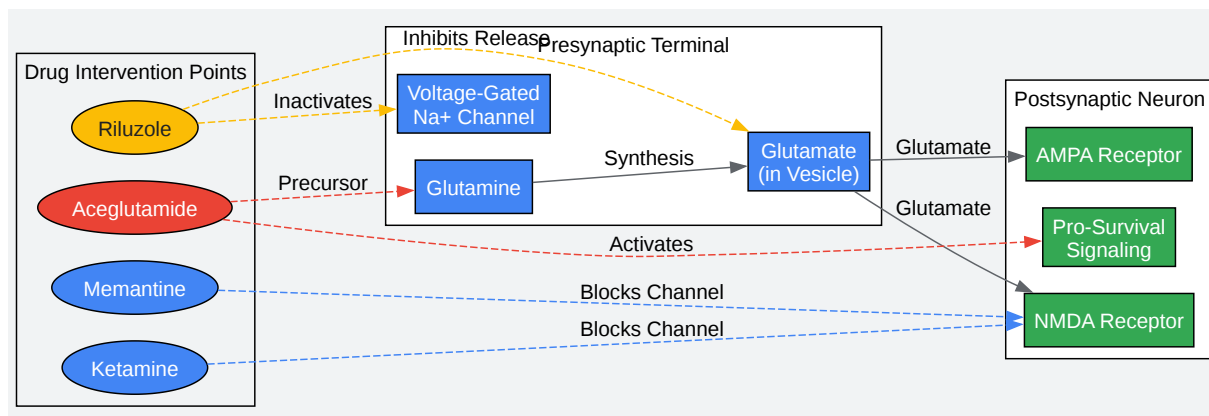 Drug Intervention Points
Riluzole
Aceglutamide
Memantine
Ketamine
Inhibits Release
Inactivates
Precursor
Activates
Blocks Channel
Blocks Channel
Presynaptic Terminal
Voltage-Gated
Na+ Channel
Glutamine
Synthesis
Glutamate
(in Vesicle)
Glutamate
Glutamate
Postsynaptic Neuron
AMPA Receptor
Pro-Survival
Signaling
NMDA Receptor